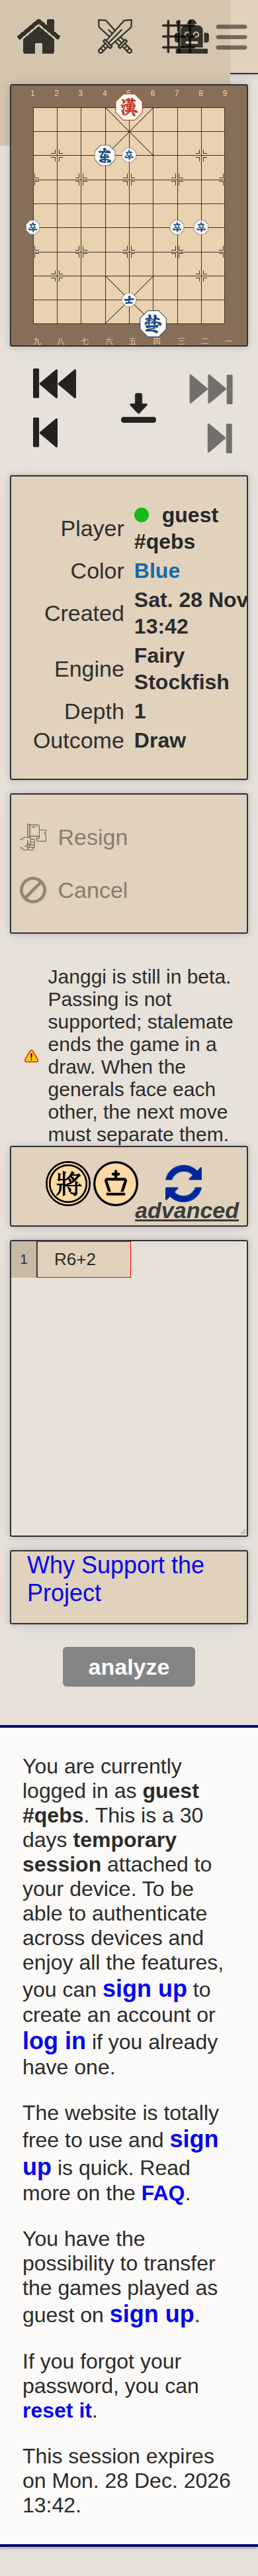 1 2 3 4 5 6 7 8 9
漢
卒
卒 卒 卒
士
楚
九 八 七 六 五 四 三 二 一
Player guest
#qebs
Color Blue
Created Sat. 28 Nov
13:42
Engine Fairy
Stockfish
Depth 1
Outcome Draw
Resign
Cancel
Janggi is still in beta.
Passing is not
supported; stalemate
ends the game in a
draw. When the
generals face each
other, the next move
must separate them.
將
advanced
1 R6+2
Why Support the
Project
analyze
You are currently
logged in as guest
#qebs. This is a 30
days temporary
session attached to
your device. To be
able to authenticate
across devices and
enjoy all the features,
you can sign up to
create an account or
log in if you already
have one.
The website is totally
free to use and sign
up is quick. Read
more on the FAQ.
You have the
possibility to transfer
the games played as
guest on sign up.
If you forgot your
password, you can
reset it.
This session expires
on Mon. 28 Dec. 2026
13:42.